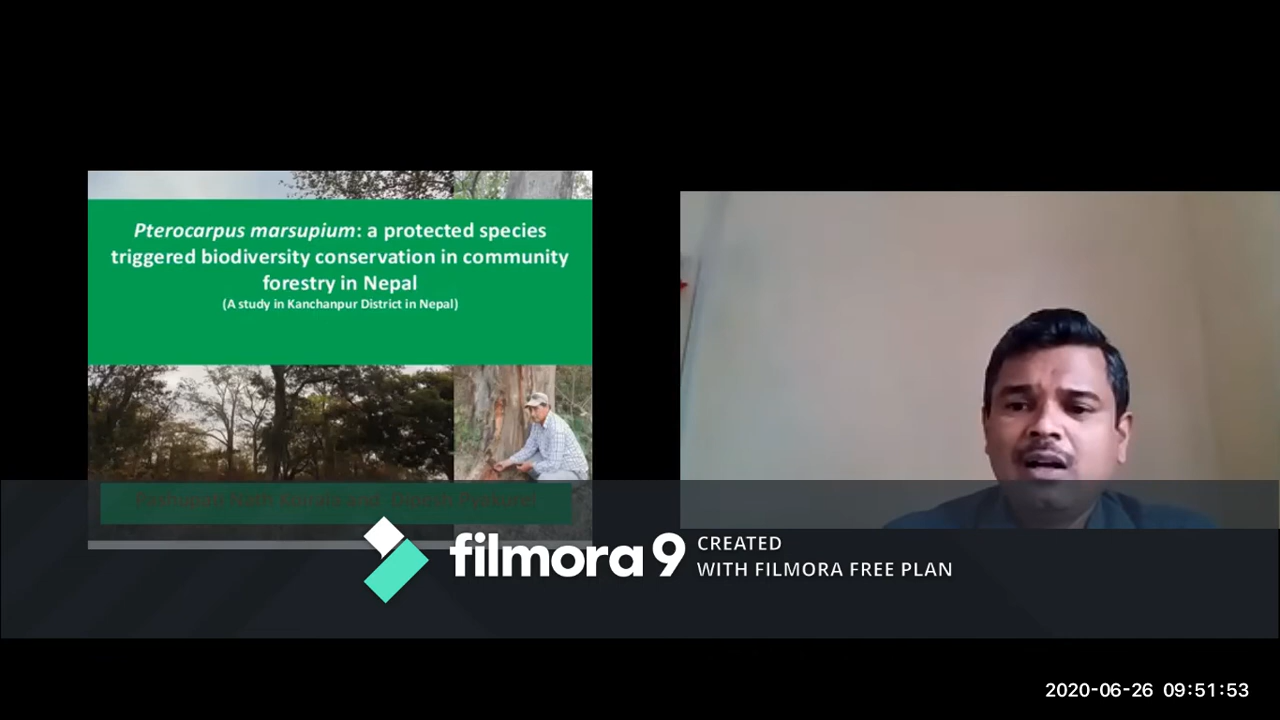 Pterocarpus marsupium: a protected species
triggered biodiversity conservation in community
forestry in Nepal
(A study in Kanchanpur District in Nepal)
filmora9
CREATED
WITH FILMORA FREE PLAN
2020-06-26 09:51:53